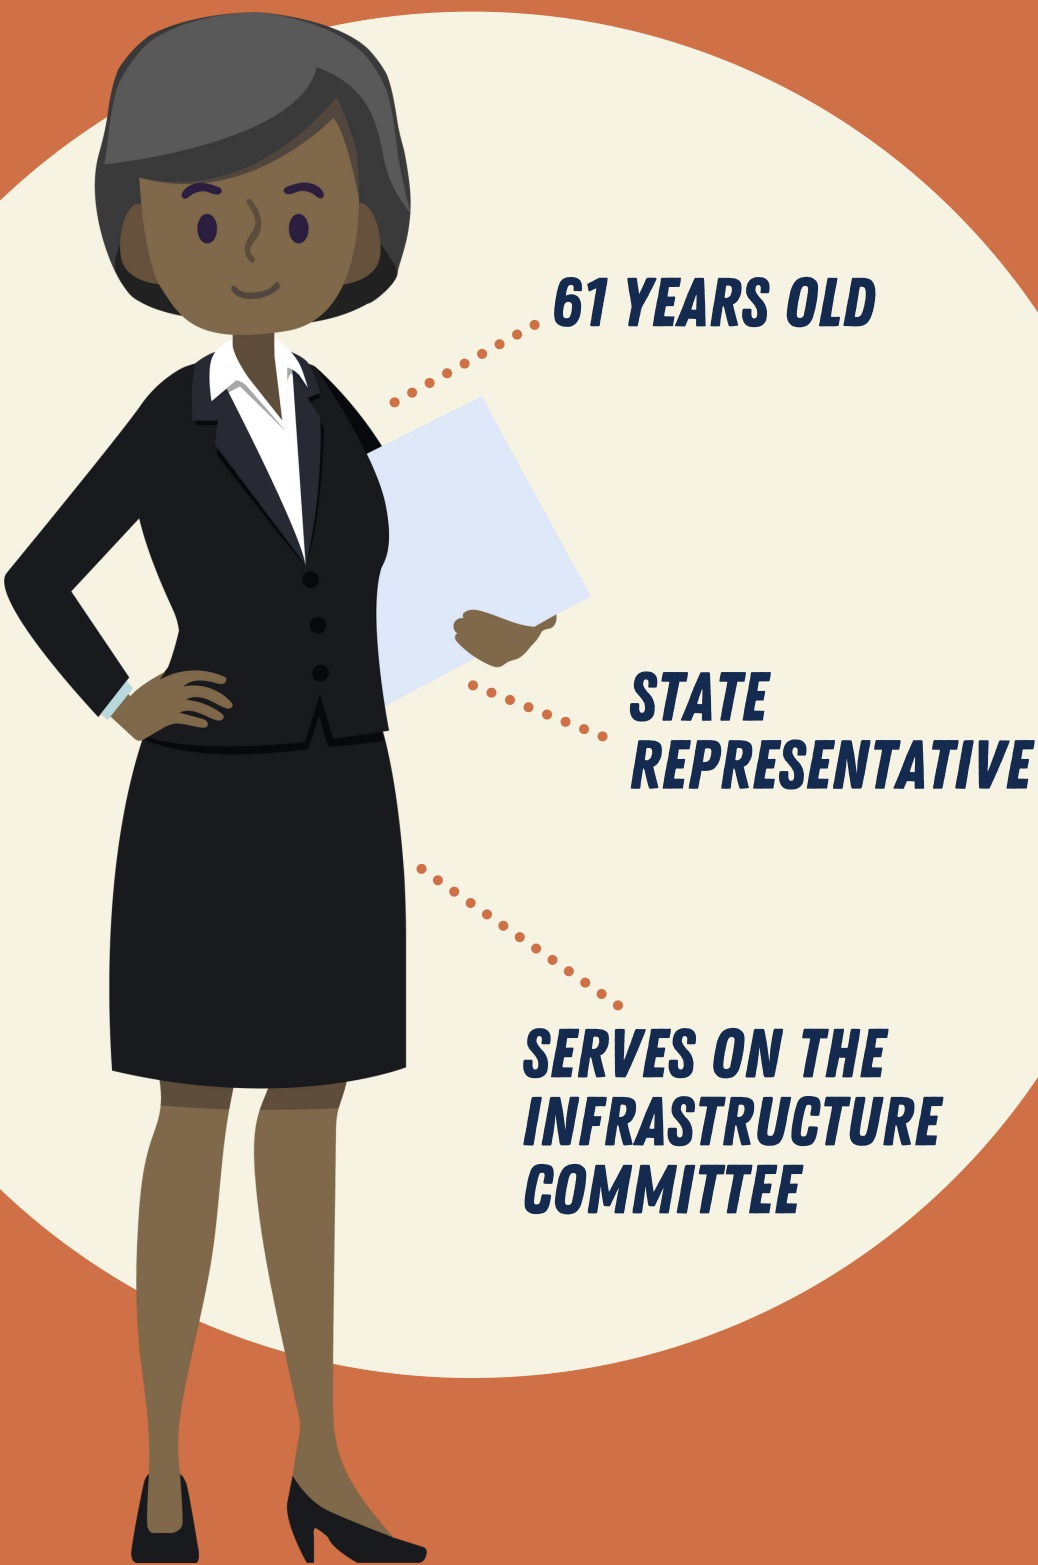 61 YEARS OLD
STATE
REPRESENTATIVE
SERVES ON THE
INFRASTRUCTURE
COMMITTEE